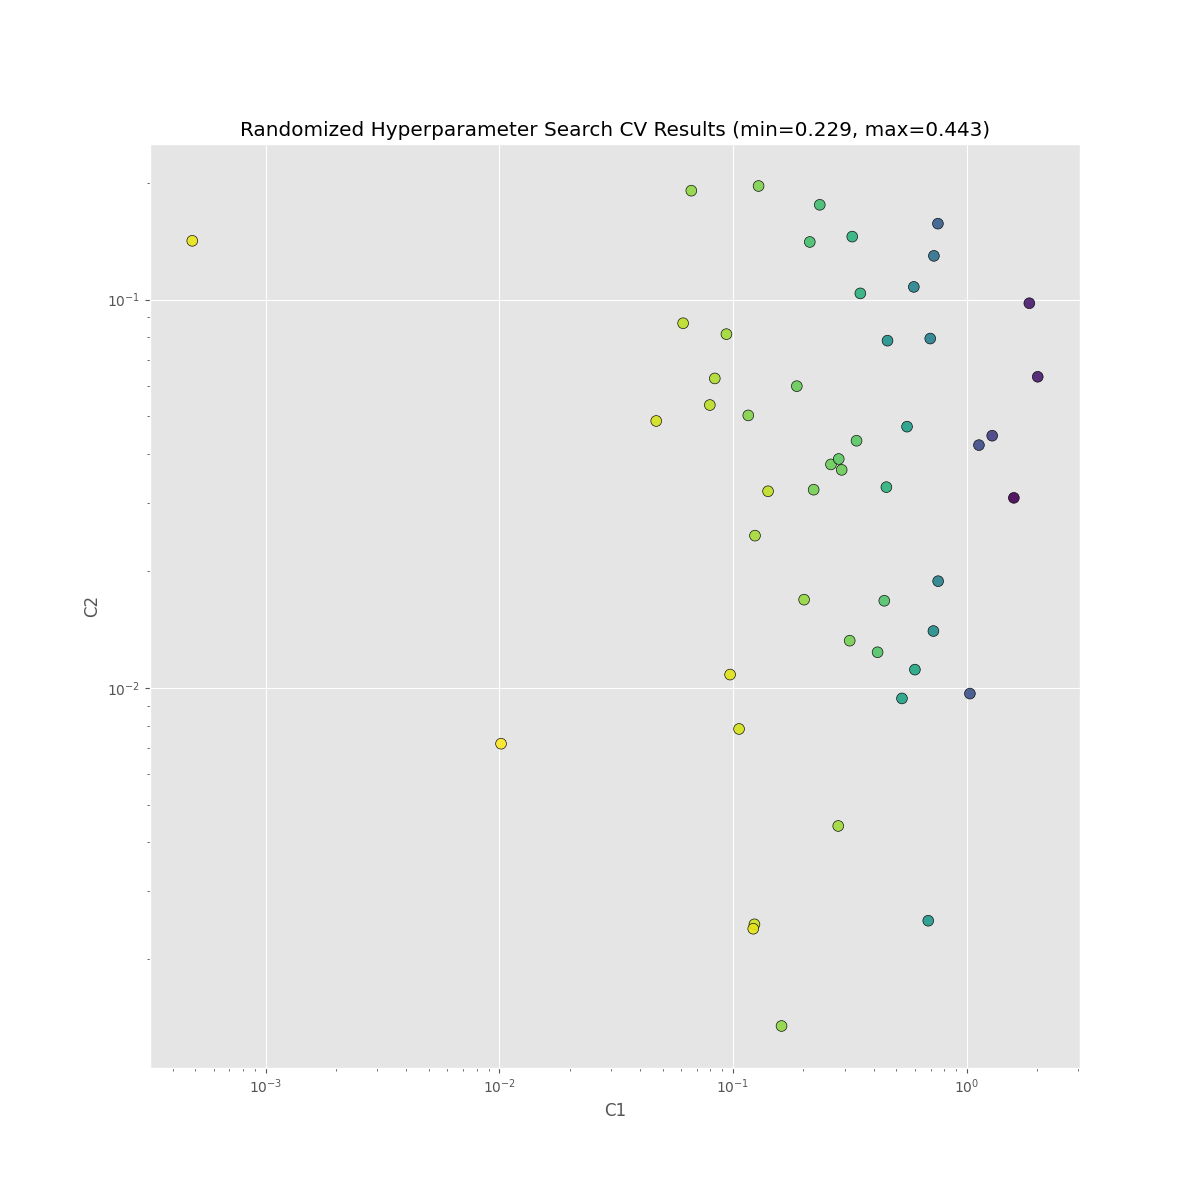 Randomized Hyperparameter Search CV Results (min=0.229, max=0.443)
C2
10⁻¹
10⁻²
10⁻³ 10⁻² 10⁻¹ 10⁰
C1